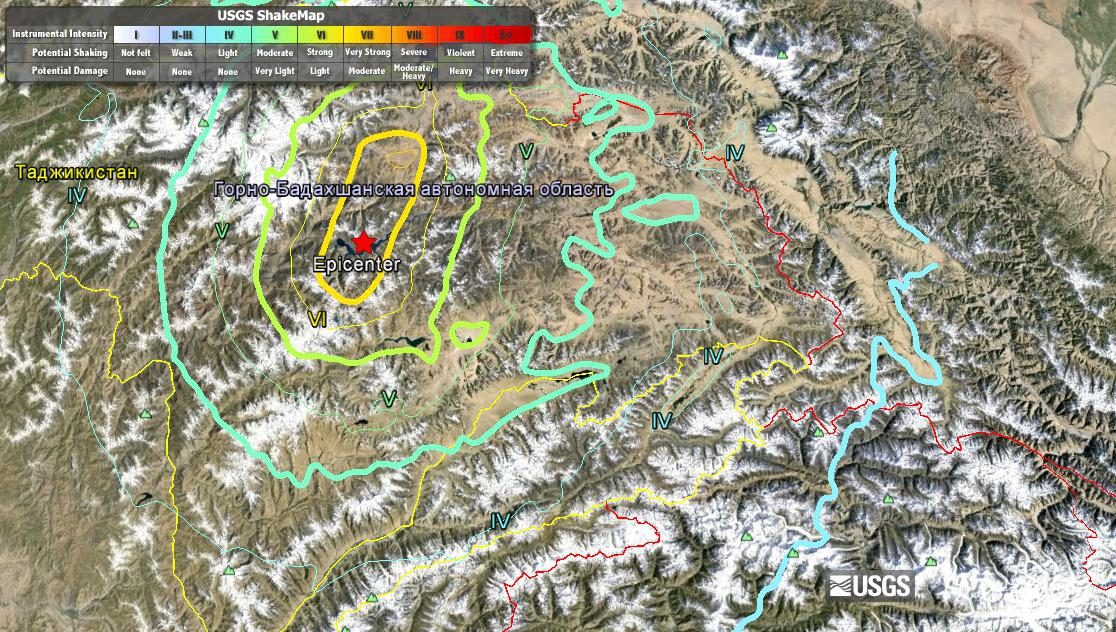 USGS ShakeMap
Instrumental Intensity I II-III IV V VI VII VIII IX X+
Potential Shaking Not felt Weak Light Moderate Strong Very Strong Severe Violent Extreme
Potential Damage None None None Very Light Light Moderate Moderate/Heavy Heavy Very Heavy
V
VI
V
IV
Таджикистан
IV
Горно-Бадахшанская автономная область
V
Epicenter
VI
IV
V
IV
IV
USGS